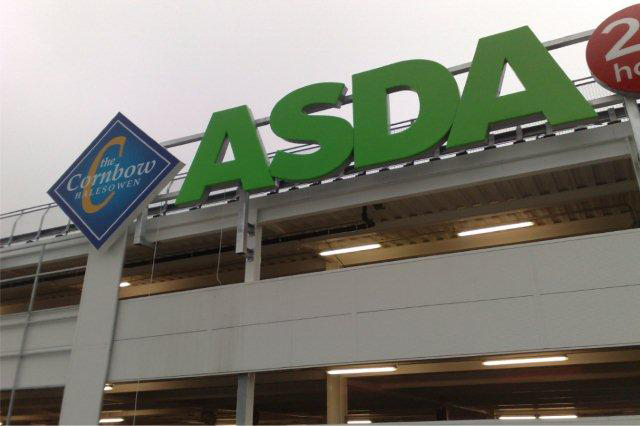 the
Cornbow
HALESOWEN
ASDA
2
ho